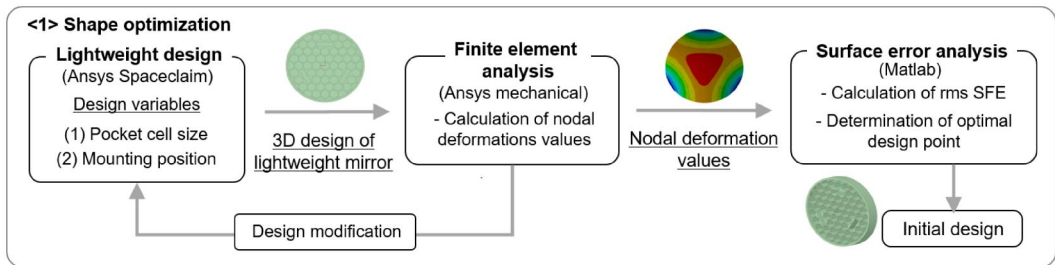 <1> Shape optimization
Lightweight design
(Ansys Spaceclaim)
Design variables
(1) Pocket cell size
(2) Mounting position
3D design of
lightweight mirror
Finite element
analysis
(Ansys mechanical)
- Calculation of nodal
deformations values
Nodal deformation
values
Surface error analysis
(Matlab)
- Calculation of rms SFE
- Determination of optimal
design point
Design modification
Initial design